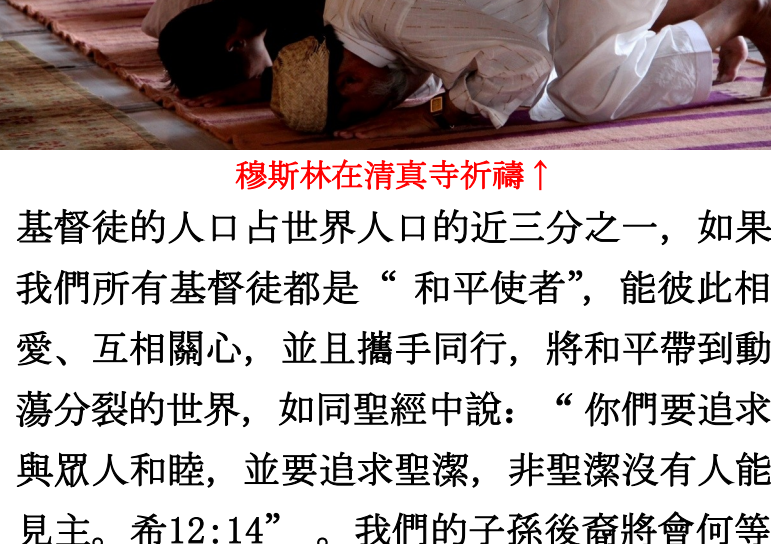 穆斯林在清真寺祈禱↑
基督徒的人口占世界人口的近三分之一，如果
我們所有基督徒都是“ 和平使者”，能彼此相
愛、互相關心，並且攜手同行，將和平帶到動
蕩分裂的世界，如同聖經中說：“ 你們要追求
與眾人和睦，並要追求聖潔，非聖潔沒有人能
見主。希12:14” 。我們的子孫後裔將會何等